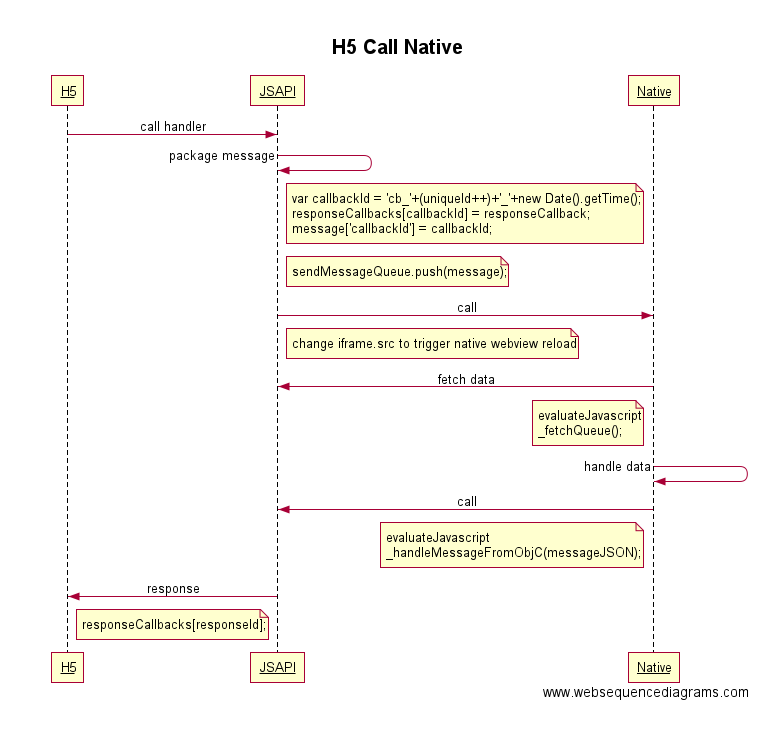 H5 Call Native
H5
JSAPI
Native
call handler
package message
var callbackId = 'cb_'+(uniqueId++)+'_'+new Date().getTime();
responseCallbacks[callbackId] = responseCallback;
message['callbackId'] = callbackId;
sendMessageQueue.push(message);
call
change iframe.src to trigger native webview reload
fetch data
evaluateJavascript
_fetchQueue();
handle data
call
evaluateJavascript
_handleMessageFromObjC(messageJSON);
response
responseCallbacks[responseId];
H5
JSAPI
Native
www.websequencediagrams.com